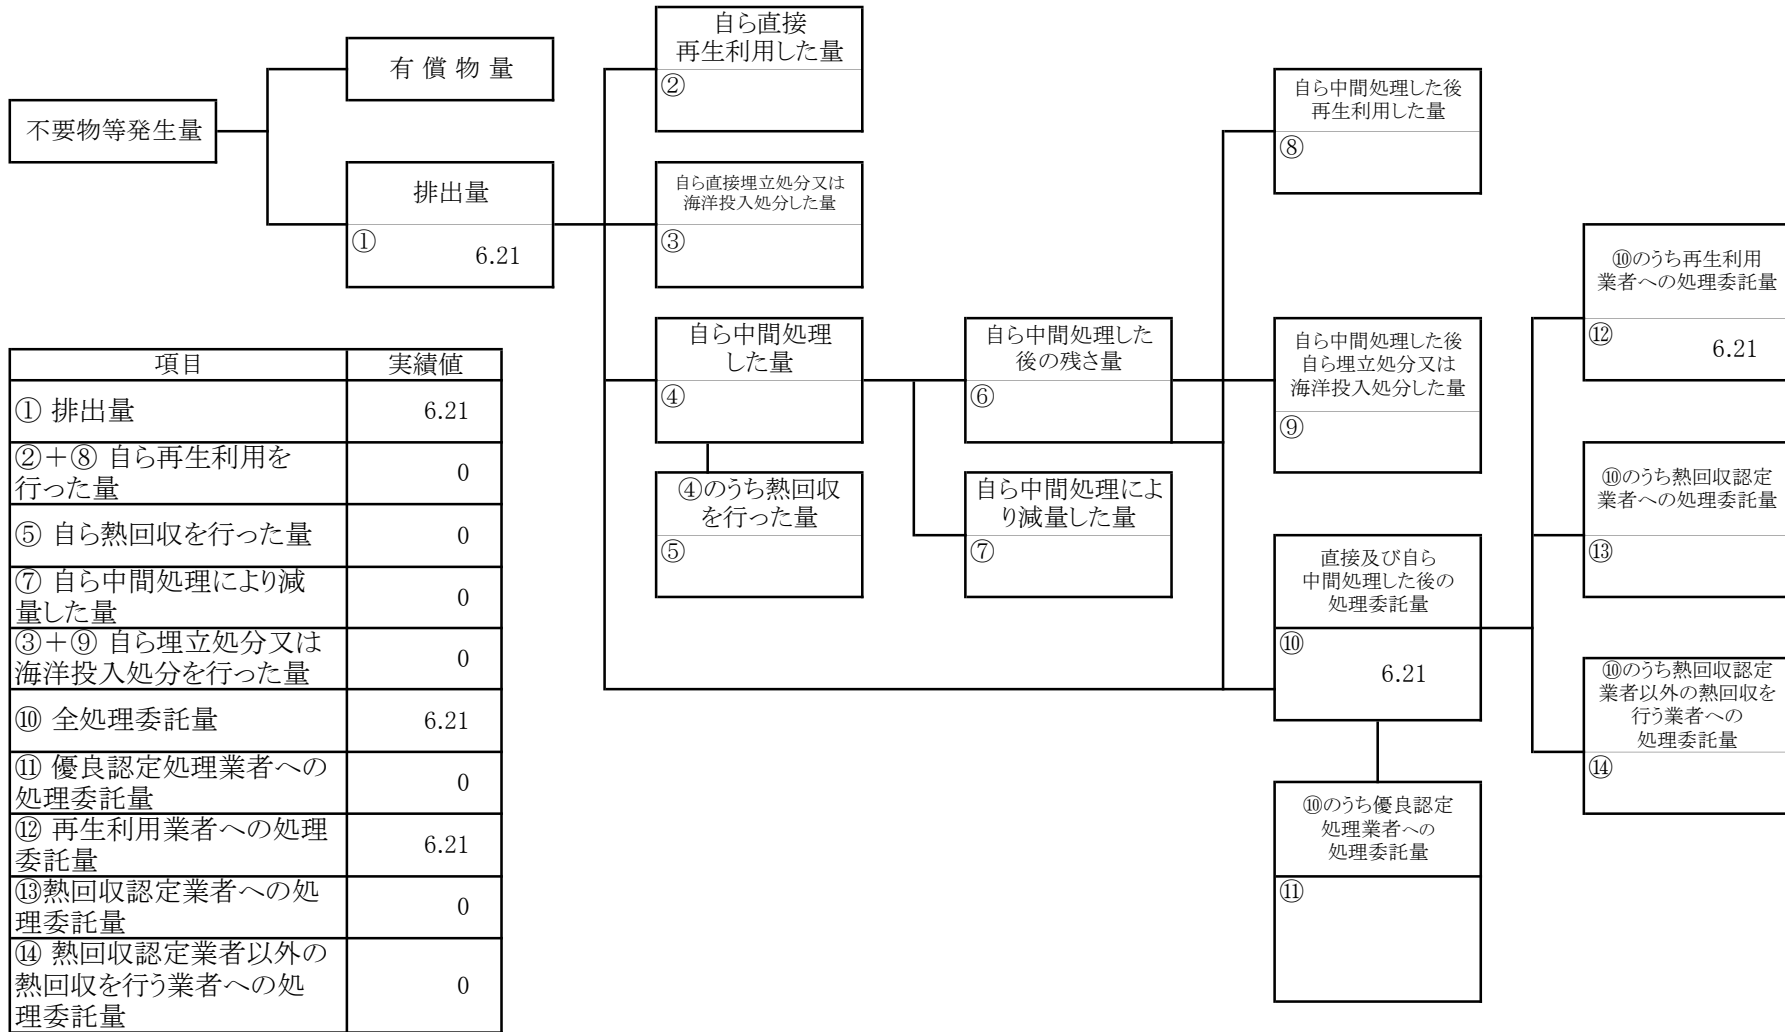 不要物等発生量
有 償 物 量
排出量
①
6.21
自ら直接
再生利用した量
②
自ら直接埋立処分又は
海洋投入処分した量
③
自ら中間処理
した量
④
④のうち熱回収
を行った量
⑤
自ら中間処理した
後の残さ量
⑥
自ら中間処理によ
り減量した量
⑦
自ら中間処理した後
再生利用した量
⑧
自ら中間処理した後
自ら埋立処分又は
海洋投入処分した量
⑨
直接及び自ら
中間処理した後の
処理委託量
⑩
6.21
⑩のうち優良認定
処理業者への
処理委託量
⑪
⑩のうち再生利用
業者への処理委託量
⑫
6.21
⑩のうち熱回収認定
業者への処理委託量
⑬
⑩のうち熱回収認定
業者以外の熱回収を
行う業者への
処理委託量
⑭
項目 実績値
① 排出量 6.21
②＋⑧ 自ら再生利用を
行った量 0
⑤ 自ら熱回収を行った量 0
⑦ 自ら中間処理により減
量した量 0
③＋⑨ 自ら埋立処分又は
海洋投入処分を行った量 0
⑩ 全処理委託量 6.21
⑪ 優良認定処理業者への
処理委託量 0
⑫ 再生利用業者への処理
委託量 6.21
⑬熱回収認定業者への処
理委託量 0
⑭ 熱回収認定業者以外の
熱回収を行う業者への処
理委託量 0